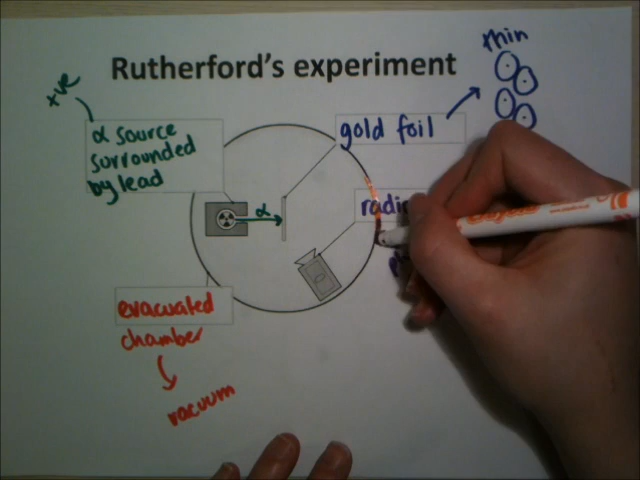 Rutherford's experiment
thin
+ve
α source
surrounded
by lead
gold foil
α
evacuated
chamber
vacuum